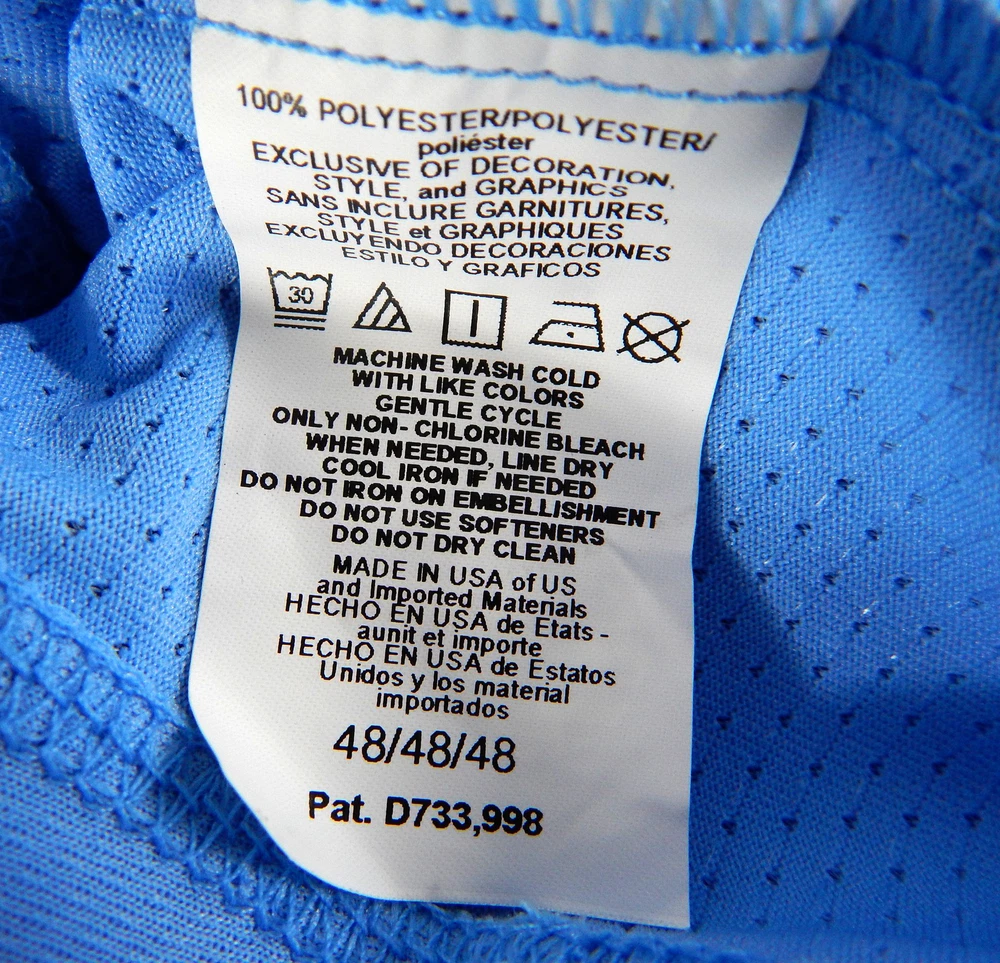 100% POLYESTER/POLYESTER/
poliéster
EXCLUSIVE OF DECORATION,
STYLE, and GRAPHICS
SANS INCLURE GARNITURES,
STYLE et GRAPHIQUES
EXCLUYENDO DECORACIONES
ESTILO Y GRAFICOS
30
MACHINE WASH COLD
WITH LIKE COLORS
GENTLE CYCLE
ONLY NON-CHLORINE BLEACH
WHEN NEEDED, LINE DRY
COOL IRON IF NEEDED
DO NOT IRON ON EMBELLISHMENT
DO NOT USE SOFTENERS
DO NOT DRY CLEAN
MADE IN USA of US
and Imported Materials
HECHO EN USA de Etats -
aunit et importe
HECHO EN USA de Estatos
Unidos y los material
importados
48/48/48
Pat. D733,998